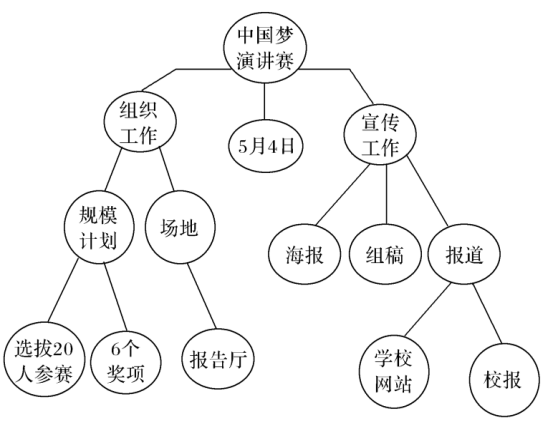 中国梦
演讲赛
组织
工作
5月4日
宣传
工作
规模
计划
场地
海报
组稿
报道
选拔20
人参赛
6个
奖项
报告厅
学校
网站
校报